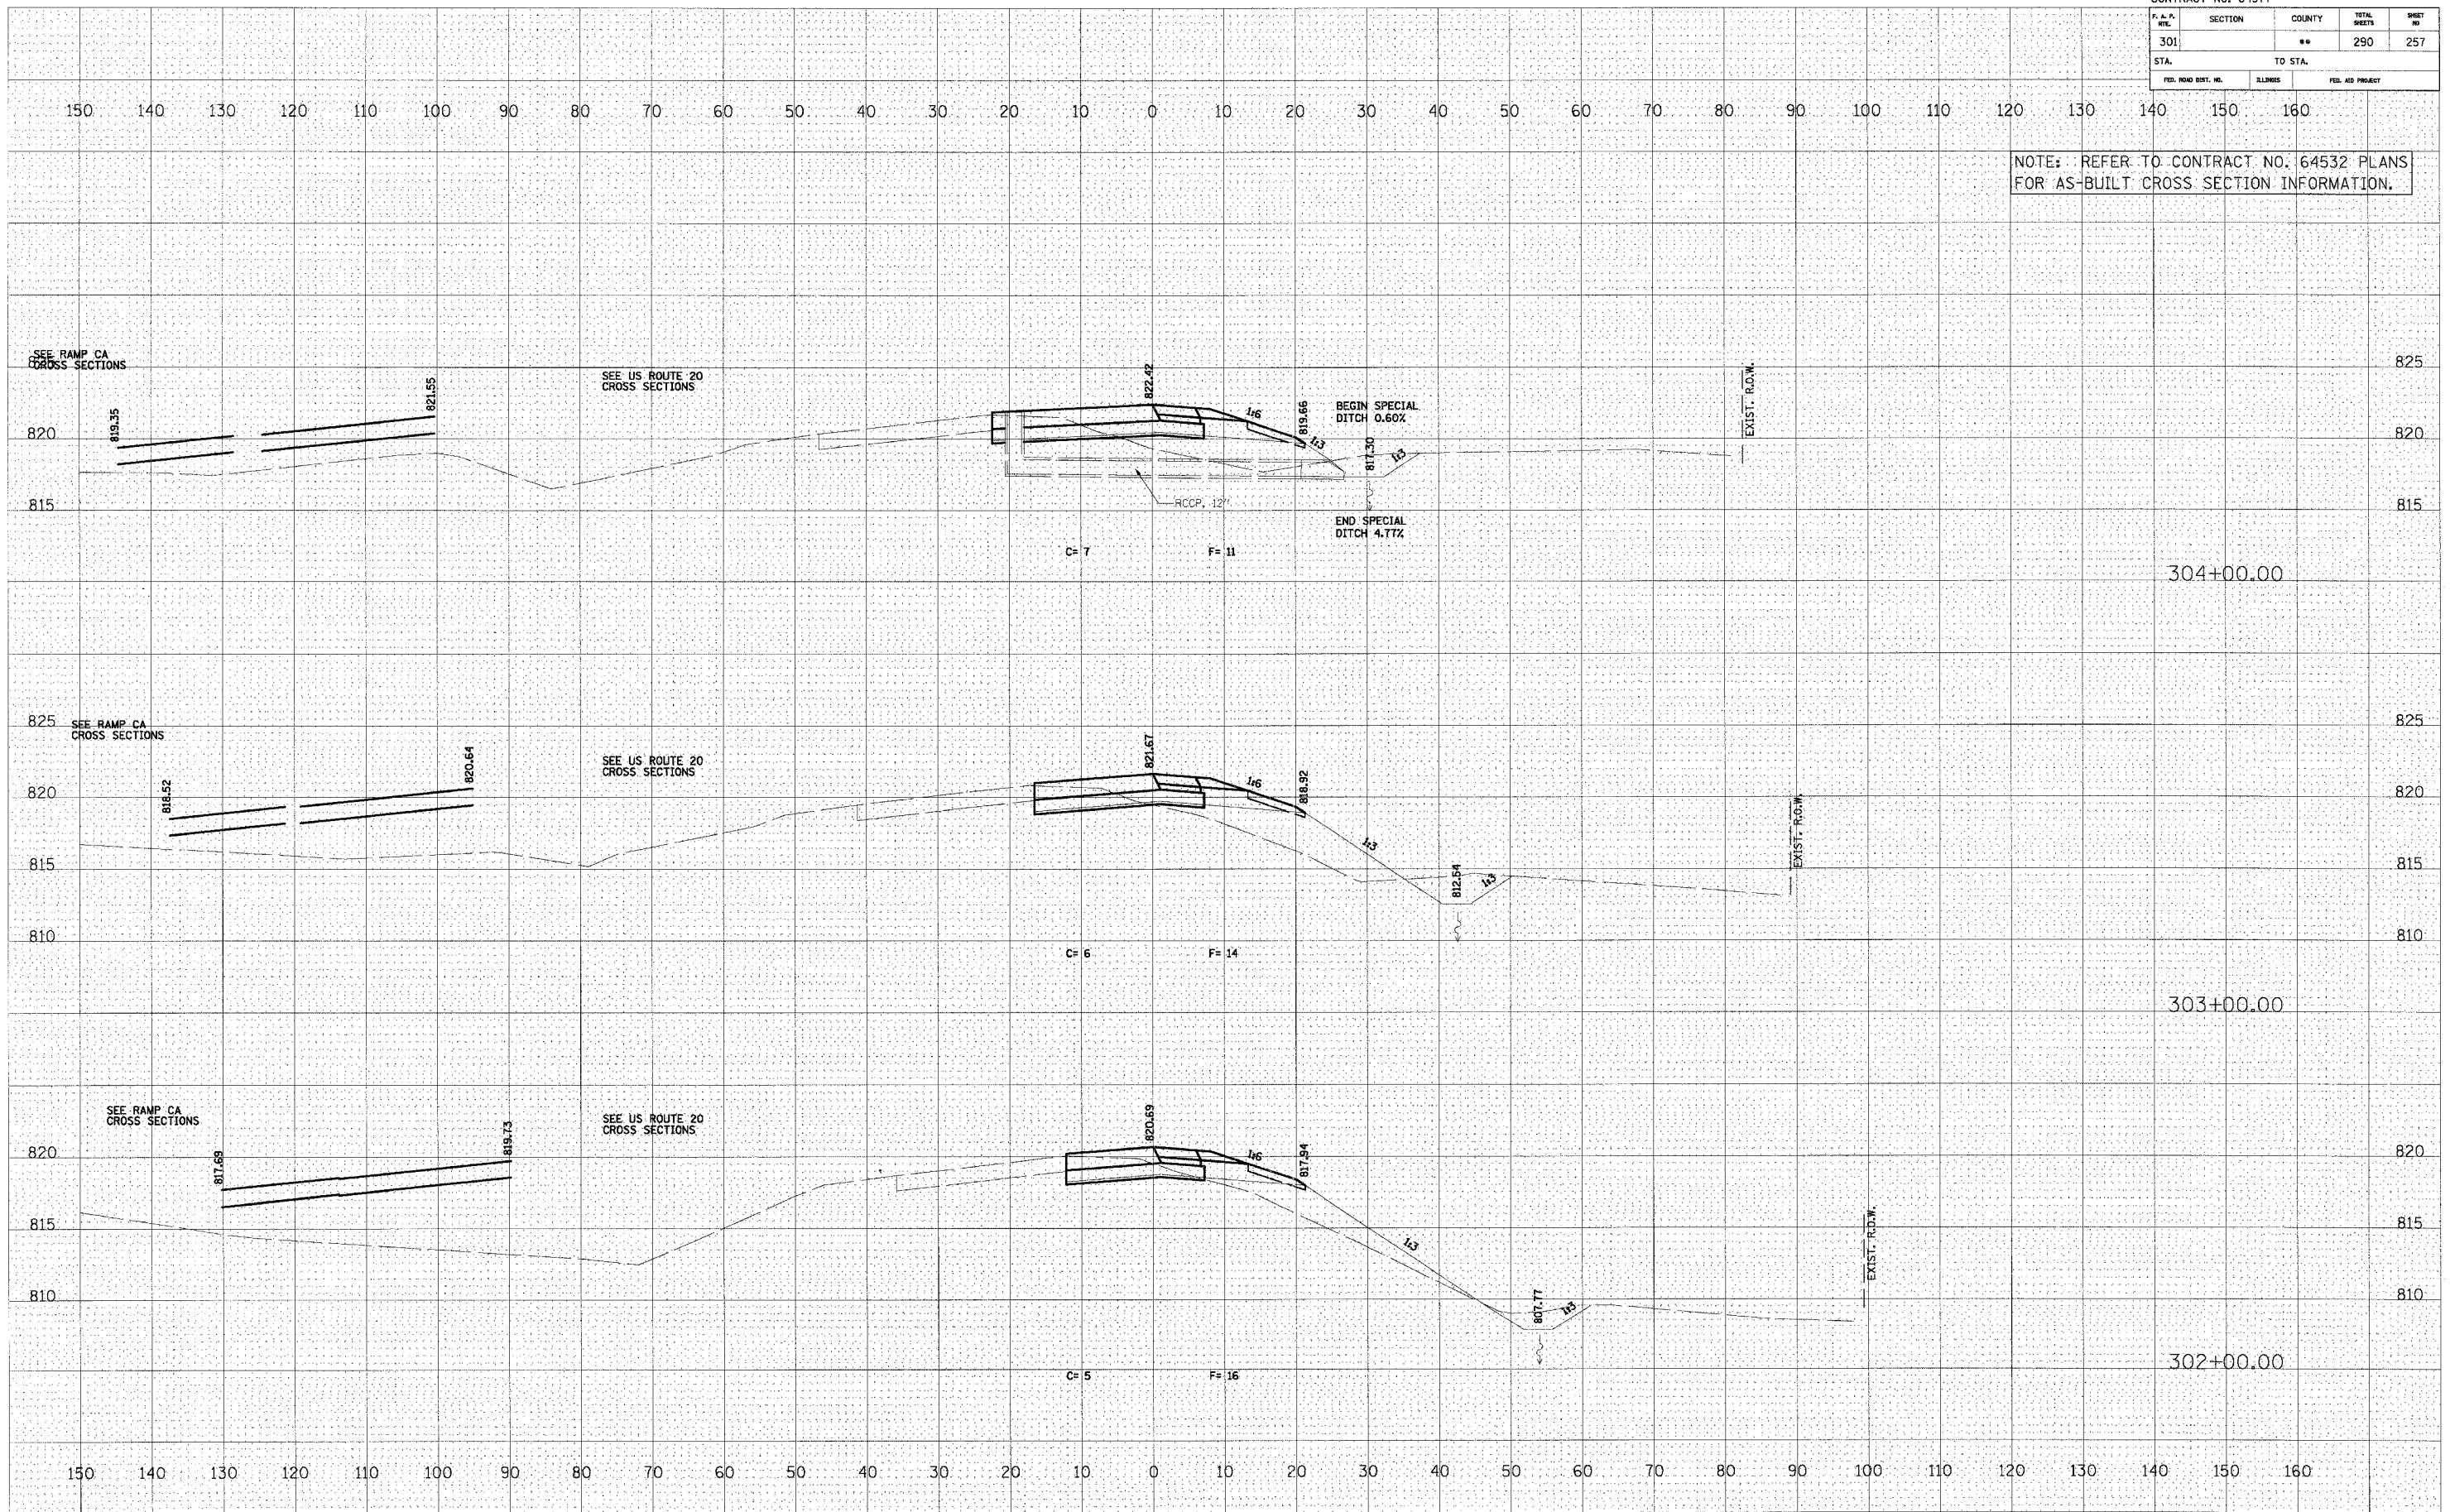 F. A. P. RTE.
SECTION
COUNTY
TOTAL SHEETS
SHEET NO
301
**
290
257
STA.
TO STA.
FED. ROAD DIST. NO.
ILLINOIS
FED. AID PROJECT
150 140 130 120 110 100 90 80 70 60 50 40 30 20 10 0 10 20 30 40 50 60 70 80 90 100 110 120 130 140 150 160
NOTE: REFER TO CONTRACT NO. 64532 PLANS
FOR AS-BUILT CROSS SECTION INFORMATION.
SEE RAMP CA
CROSS SECTIONS
825
825
SEE US ROUTE 20
CROSS SECTIONS
819.35
821.55
822.42
1:6
819.66
1:3
BEGIN SPECIAL
DITCH 0.60%
817.30
1:3
EXIST. R.O.W.
820
820
RCCP, 12"
815
815
END SPECIAL
DITCH 4.77%
C= 7
F= 11
304+00.00
825
825
SEE RAMP CA
CROSS SECTIONS
SEE US ROUTE 20
CROSS SECTIONS
818.52
820.64
821.67
1:6
818.92
1:3
812.54
1:3
EXIST. R.O.W.
820
820
815
815
810
810
C= 6
F= 14
303+00.00
SEE RAMP CA
CROSS SECTIONS
SEE US ROUTE 20
CROSS SECTIONS
817.69
819.73
820.69
1:6
817.94
1:3
807.77
1:3
EXIST. R.O.W.
820
820
815
815
810
810
C= 5
F= 16
302+00.00
150 140 130 120 110 100 90 80 70 60 50 40 30 20 10 0 10 20 30 40 50 60 70 80 90 100 110 120 130 140 150 160